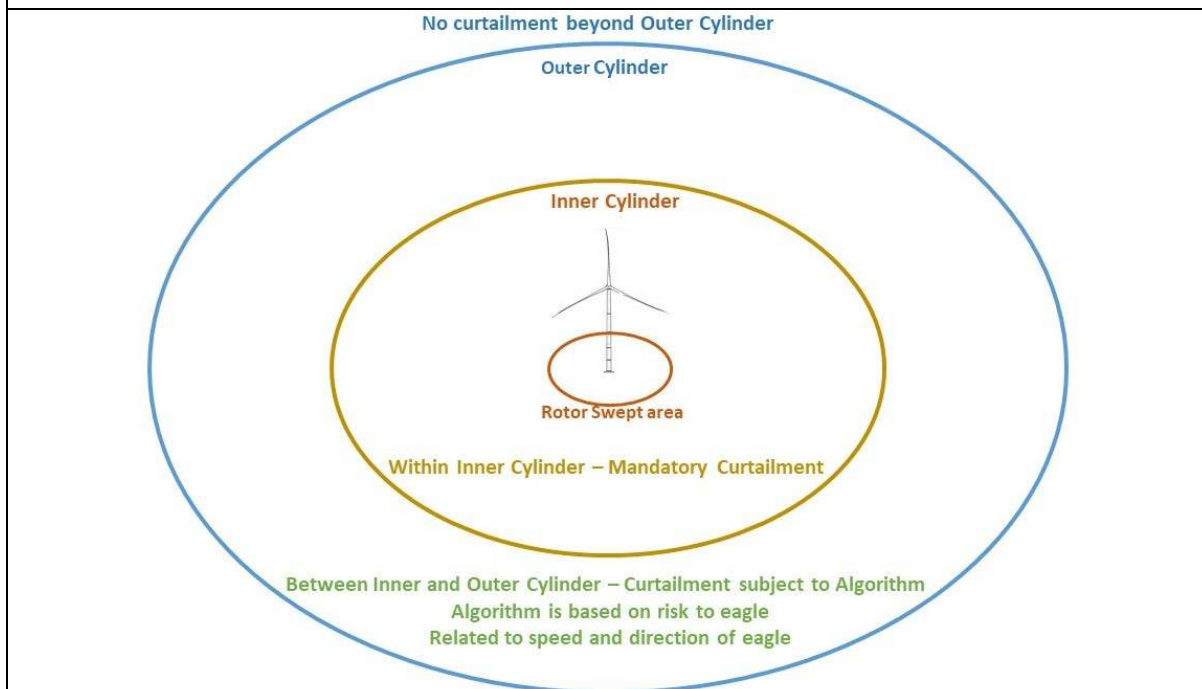 No curtailment beyond Outer Cylinder
Outer Cylinder
Inner Cylinder
Rotor Swept area
Within Inner Cylinder – Mandatory Curtailment
Between Inner and Outer Cylinder – Curtailment subject to Algorithm
Algorithm is based on risk to eagle
Related to speed and direction of eagle